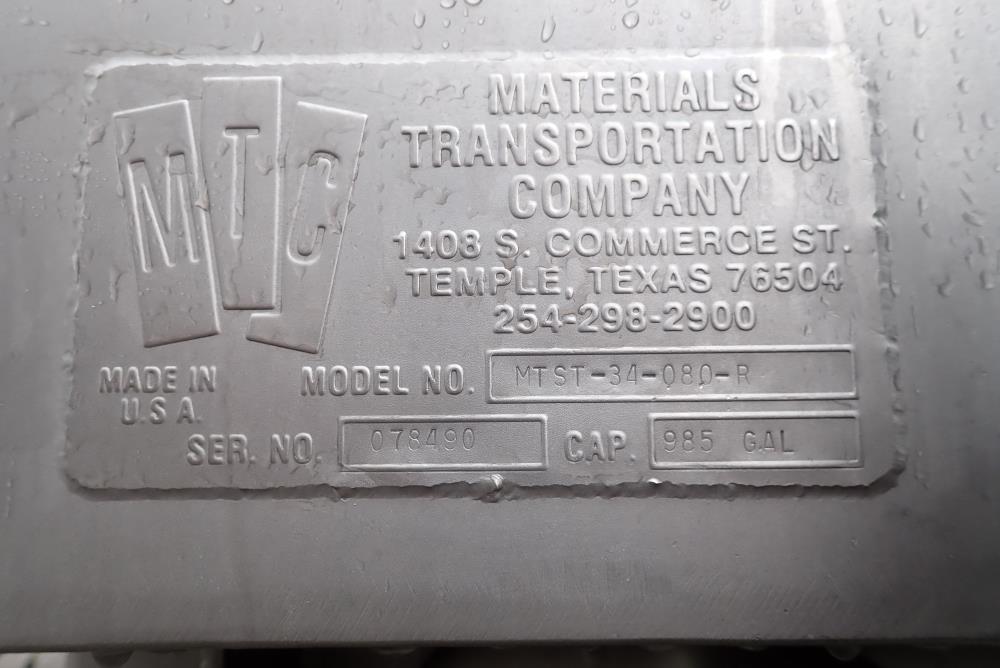 MTC
MATERIALS
TRANSPORTATION
COMPANY
1408 S. COMMERCE ST.
TEMPLE, TEXAS 76504
254-298-2900
MADE IN
U.S A.
MODEL NO. MTST-34-080-R
SER. NO. 078490 CAP. 985 GAL